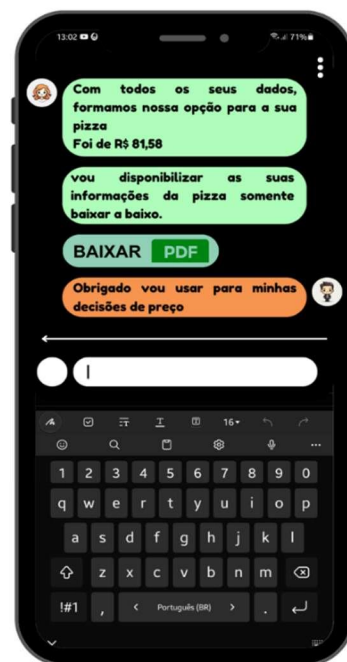 13:02
71%
Com todos os seus dados,
formamos nossa opção para a sua
pizza
Foi de R$ 81,58
vou disponibilizar as suas
informações da pizza somente
baixar a baixo.
BAIXAR PDF
Obrigado vou usar para minhas
decisões de preço
16
1 2 3 4 5 6 7 8 9 0
q w e r t y u i o p
a s d f g h j k l
z x c v b n m
!#1 , < Português (BR) > .